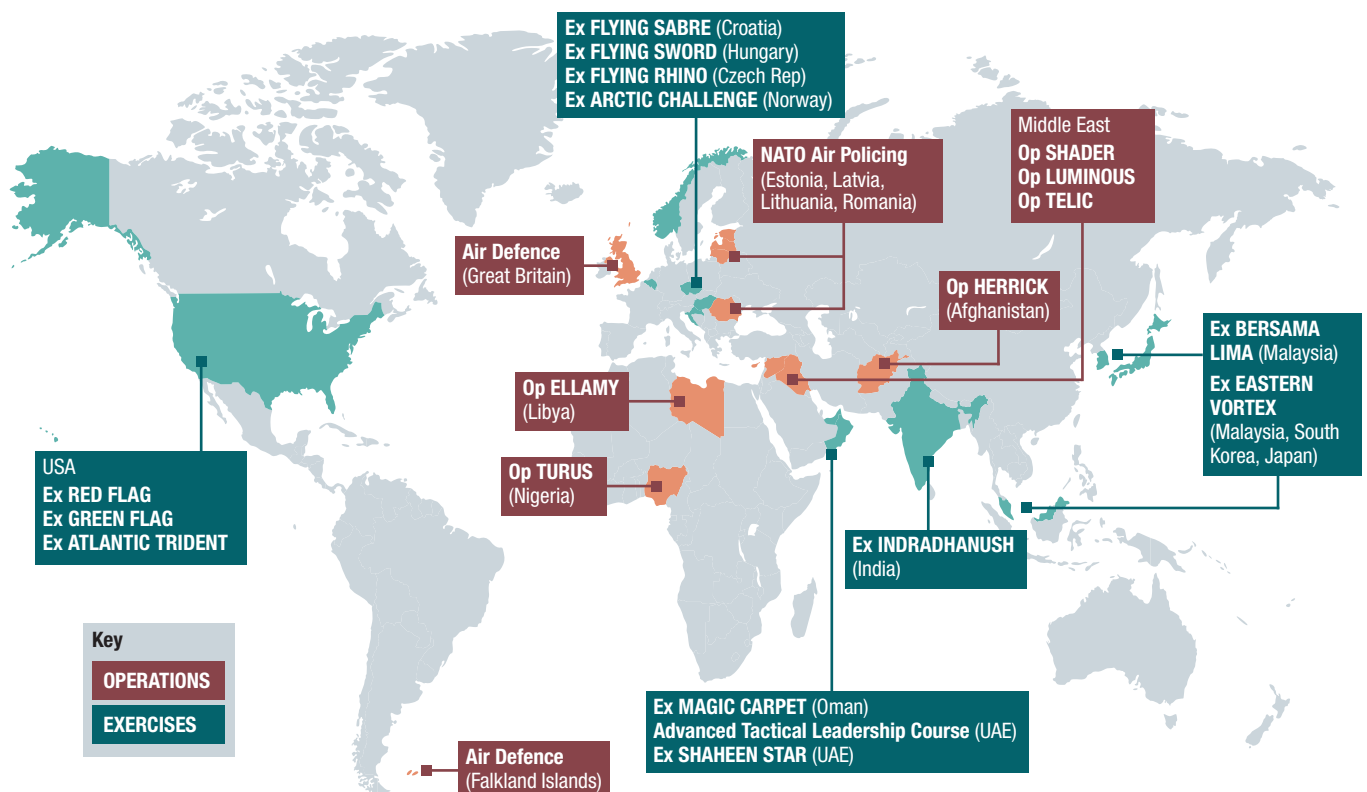 Ex FLYING SABRE (Croatia)
Ex FLYING SWORD (Hungary)
Ex FLYING RHINO (Czech Rep)
Ex ARCTIC CHALLENGE (Norway)
NATO Air Policing
(Estonia, Latvia,
Lithuania, Romania)
Middle East
Op SHADER
Op LUMINOUS
Op TELIC
Air Defence
(Great Britain)
Op HERRICK
(Afghanistan)
Ex BERSAMA
LIMA (Malaysia)
Ex EASTERN
VORTEX
(Malaysia, South
Korea, Japan)
Op ELLAMY
(Libya)
USA
Ex RED FLAG
Ex GREEN FLAG
Ex ATLANTIC TRIDENT
Op TURUS
(Nigeria)
Ex INDRADHANUSH
(India)
Key
OPERATIONS
EXERCISES
Ex MAGIC CARPET (Oman)
Advanced Tactical Leadership Course (UAE)
Ex SHAHEEN STAR (UAE)
Air Defence
(Falkland Islands)